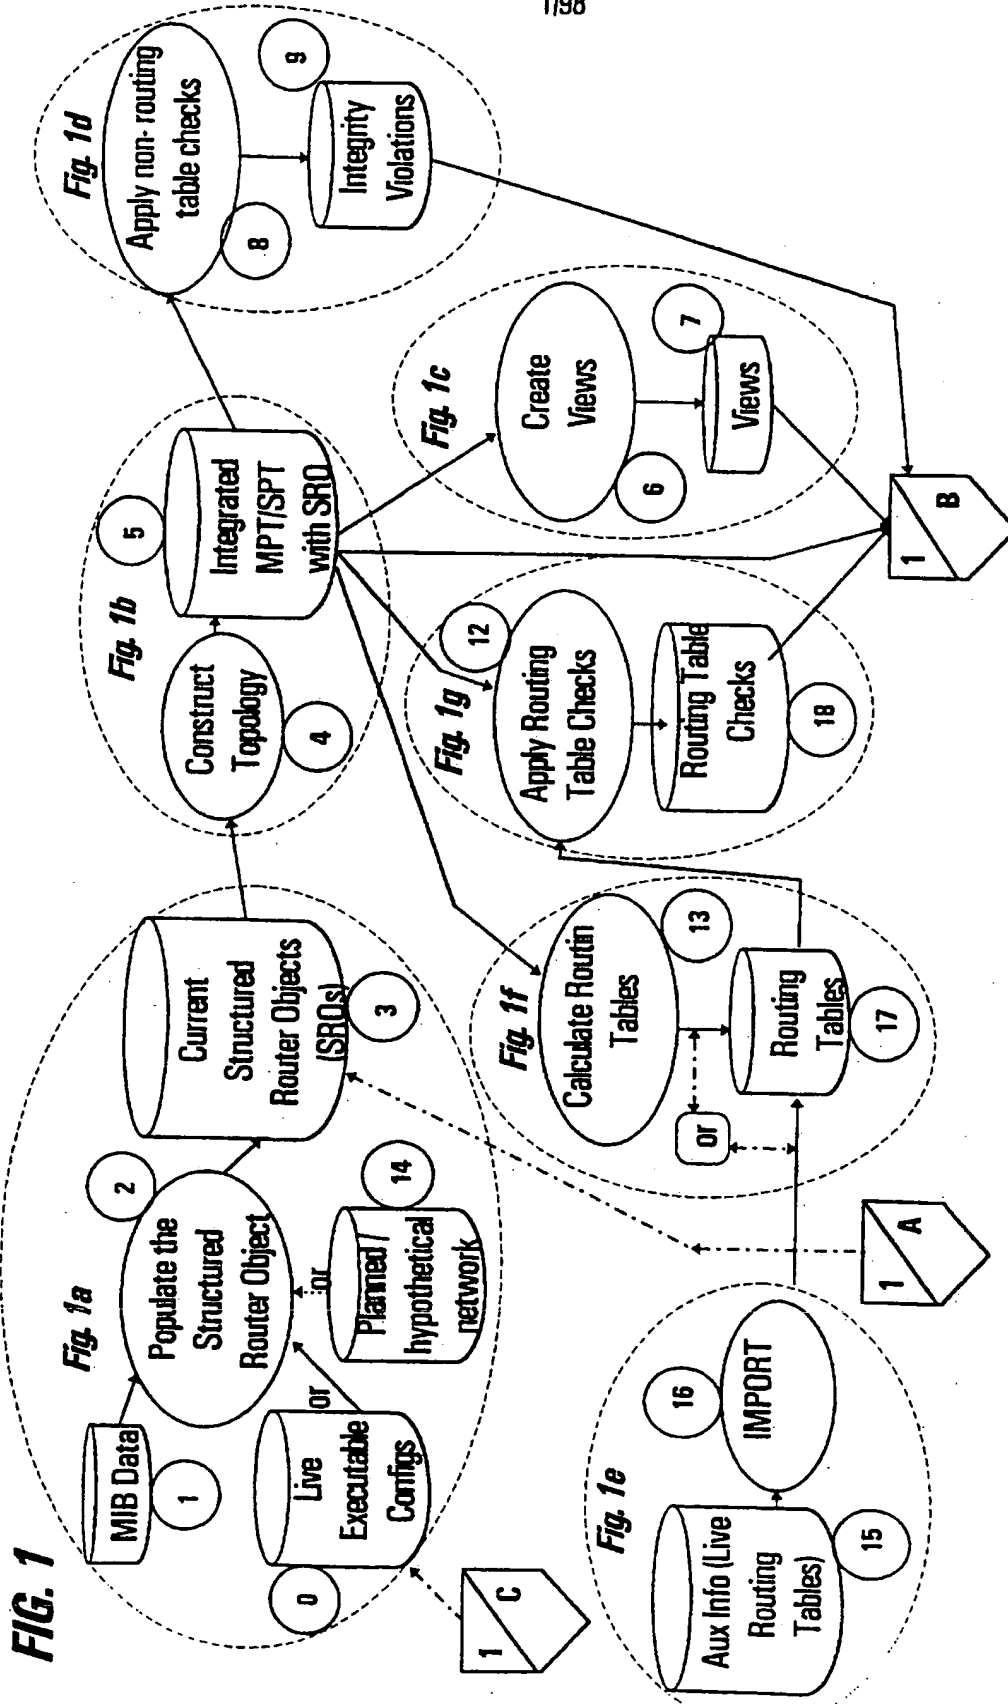 1/98
FIG. 1
Fig. 1a
MIB Data
1
Live
Executable
Configs
0
or
Populate the
Structured
Router Object
2
or
Planned /
hypothetical
network
14
Current
Structured
Router Objects
(SROs)
3
1
C
Fig. 1b
Construct
Topology
4
Integrated
MPT/SPT
with SRO
5
Fig. 1d
Apply non-routing
table checks
8
Integrity
Violations
9
Fig. 1c
Create
Views
6
Views
7
Fig. 1g
Apply Routing
Table Checks
12
Routing Table
Checks
18
Fig. 1f
Calculate Routin
Tables
13
or
Routing
Tables
17
Fig. 1e
Aux Info (Live
Routing
Tables)
15
IMPORT
16
1
A
1
B